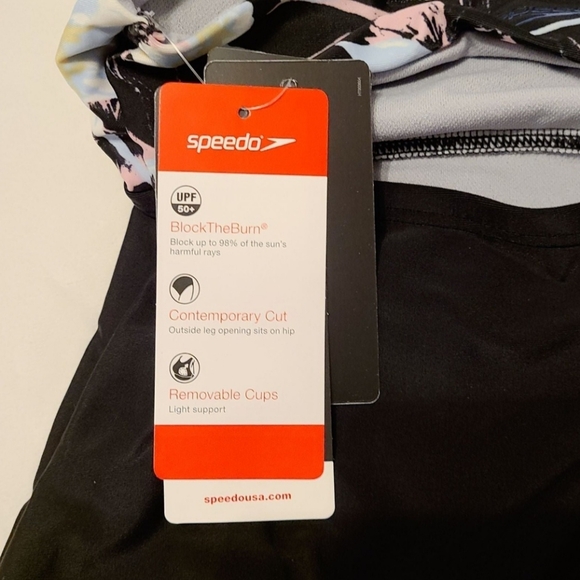 speedo
UPF
50+
BlockTheBurn®
Block up to 98% of the sun's
harmful rays
Contemporary Cut
Outside leg opening sits on hip
Removable Cups
Light support
speedousa.com